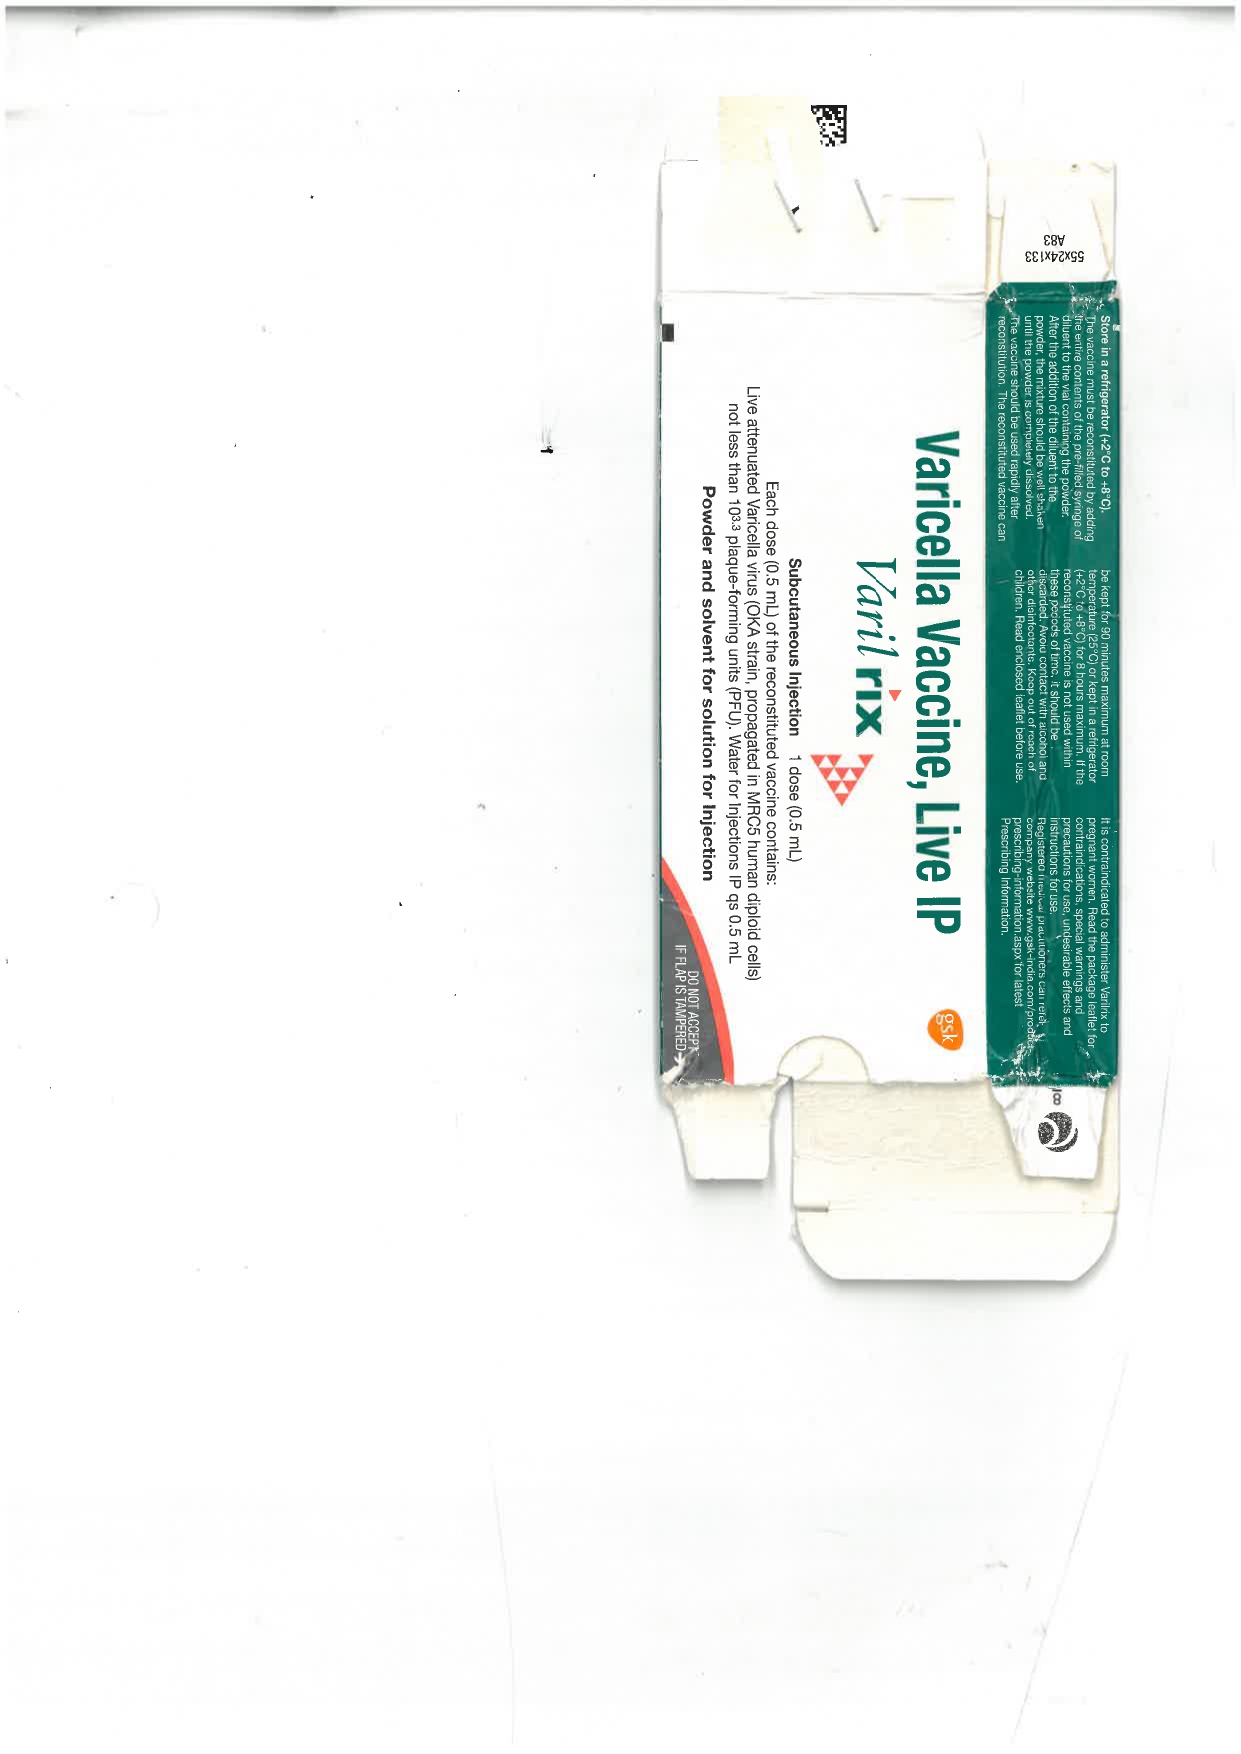 Varicella Vaccine, Live IP
Varilrix
Subcutaneous Injection 1 dose (0.5 mL)
Each dose (0.5 mL) of the reconstituted vaccine contains:
Live attenuated Varicella virus (OKA strain, propagated in MRC5 human diploid cells)
not less than 10³·³ plaque-forming units (PFU). Water for Injections IP qs 0.5 mL
Powder and solvent for solution for Injection
gsk
DO NOT ACCEPT
IF FLAP IS TAMPERED
55x24x133
A83
Store in a refrigerator (+2°C to +8°C).
The vaccine must be reconstituted by adding
the entire contents of the pre-filled syringe of
diluent to the vial containing the powder.
After the addition of the diluent to the
powder, the mixture should be well shaken
until the powder is completely dissolved.
The vaccine should be used rapidly after
reconstitution. The reconstituted vaccine can
be kept for 90 minutes maximum at room
temperature (25°C) or kept in a refrigerator
(+2°C to +8°C) for 8 hours maximum. If the
reconstituted vaccine is not used within
these periods of time, it should be
discarded. Avoid contact with alcohol and
other disinfectants. Keep out of reach of
children. Read enclosed leaflet before use.
It is contraindicated to administer Varilrix to
pregnant women. Read the package leaflet for
contraindications, special warnings and
precautions for use, undesirable effects and
instructions for use.
Registered medical practitioners can refer
company website www.gsk-india.com/product-
prescribing-information.aspx for latest
Prescribing Information.